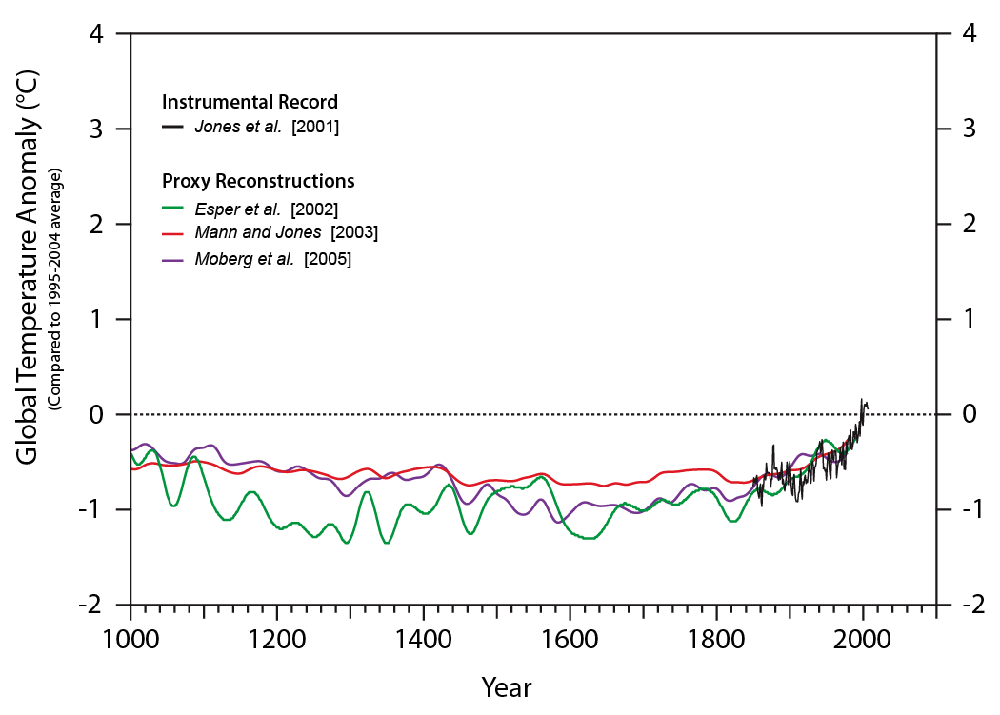 4
3
2
1
0
-1
-2
4
3
2
1
0
-1
-2
Global Temperature Anomaly (°C)
(Compared to 1995-2004 average)
Instrumental Record
Jones et al. [2001]
Proxy Reconstructions
Esper et al. [2002]
Mann and Jones [2003]
Moberg et al. [2005]
1000 1200 1400 1600 1800 2000
Year